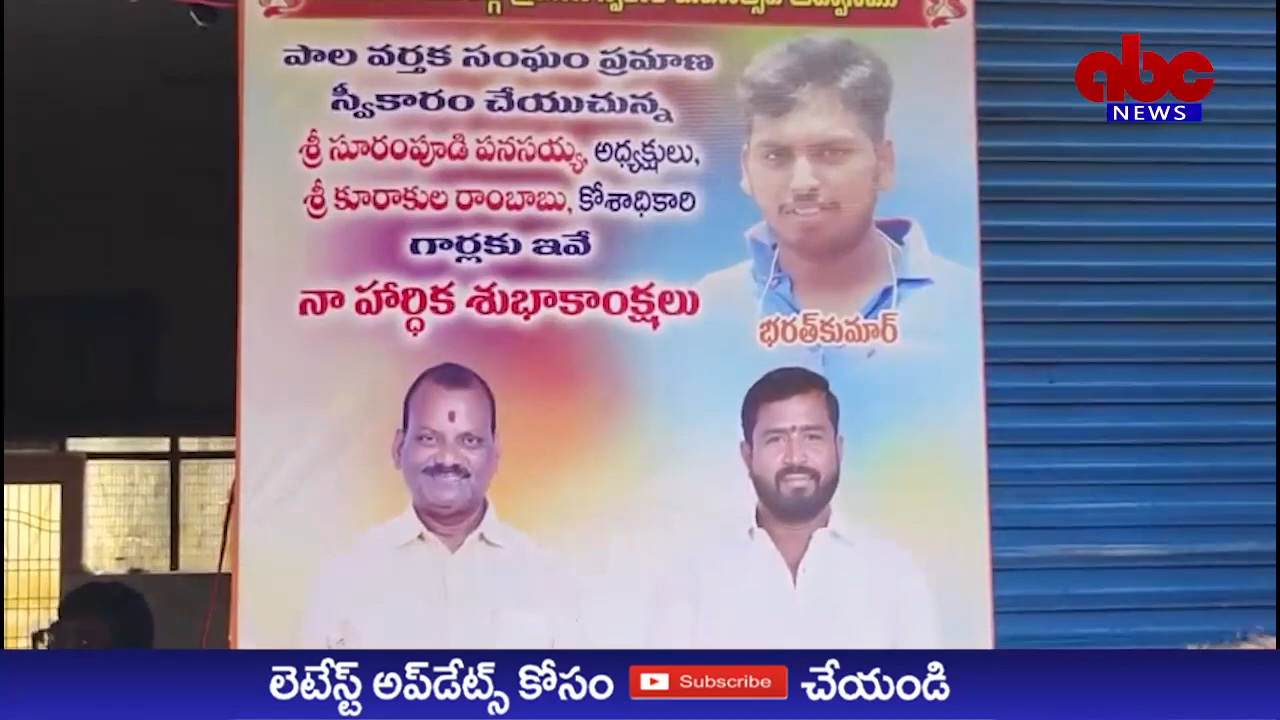 పాల వర్తక సంఘం ప్రమాణ
స్వీకారం చేయుచున్న
శ్రీ సూరంపూడి పనసయ్య, అధ్యక్షులు,
శ్రీ కూరాకుల రాంబాబు, కోశాధికారి
గార్లకు ఇవే
నా హార్ధిక శుభాకాంక్షలు
భరత్‌కుమార్
abc
NEWS
లెటేస్ట్ అప్‌డేట్స్ కోసం Subscribe చేయండి